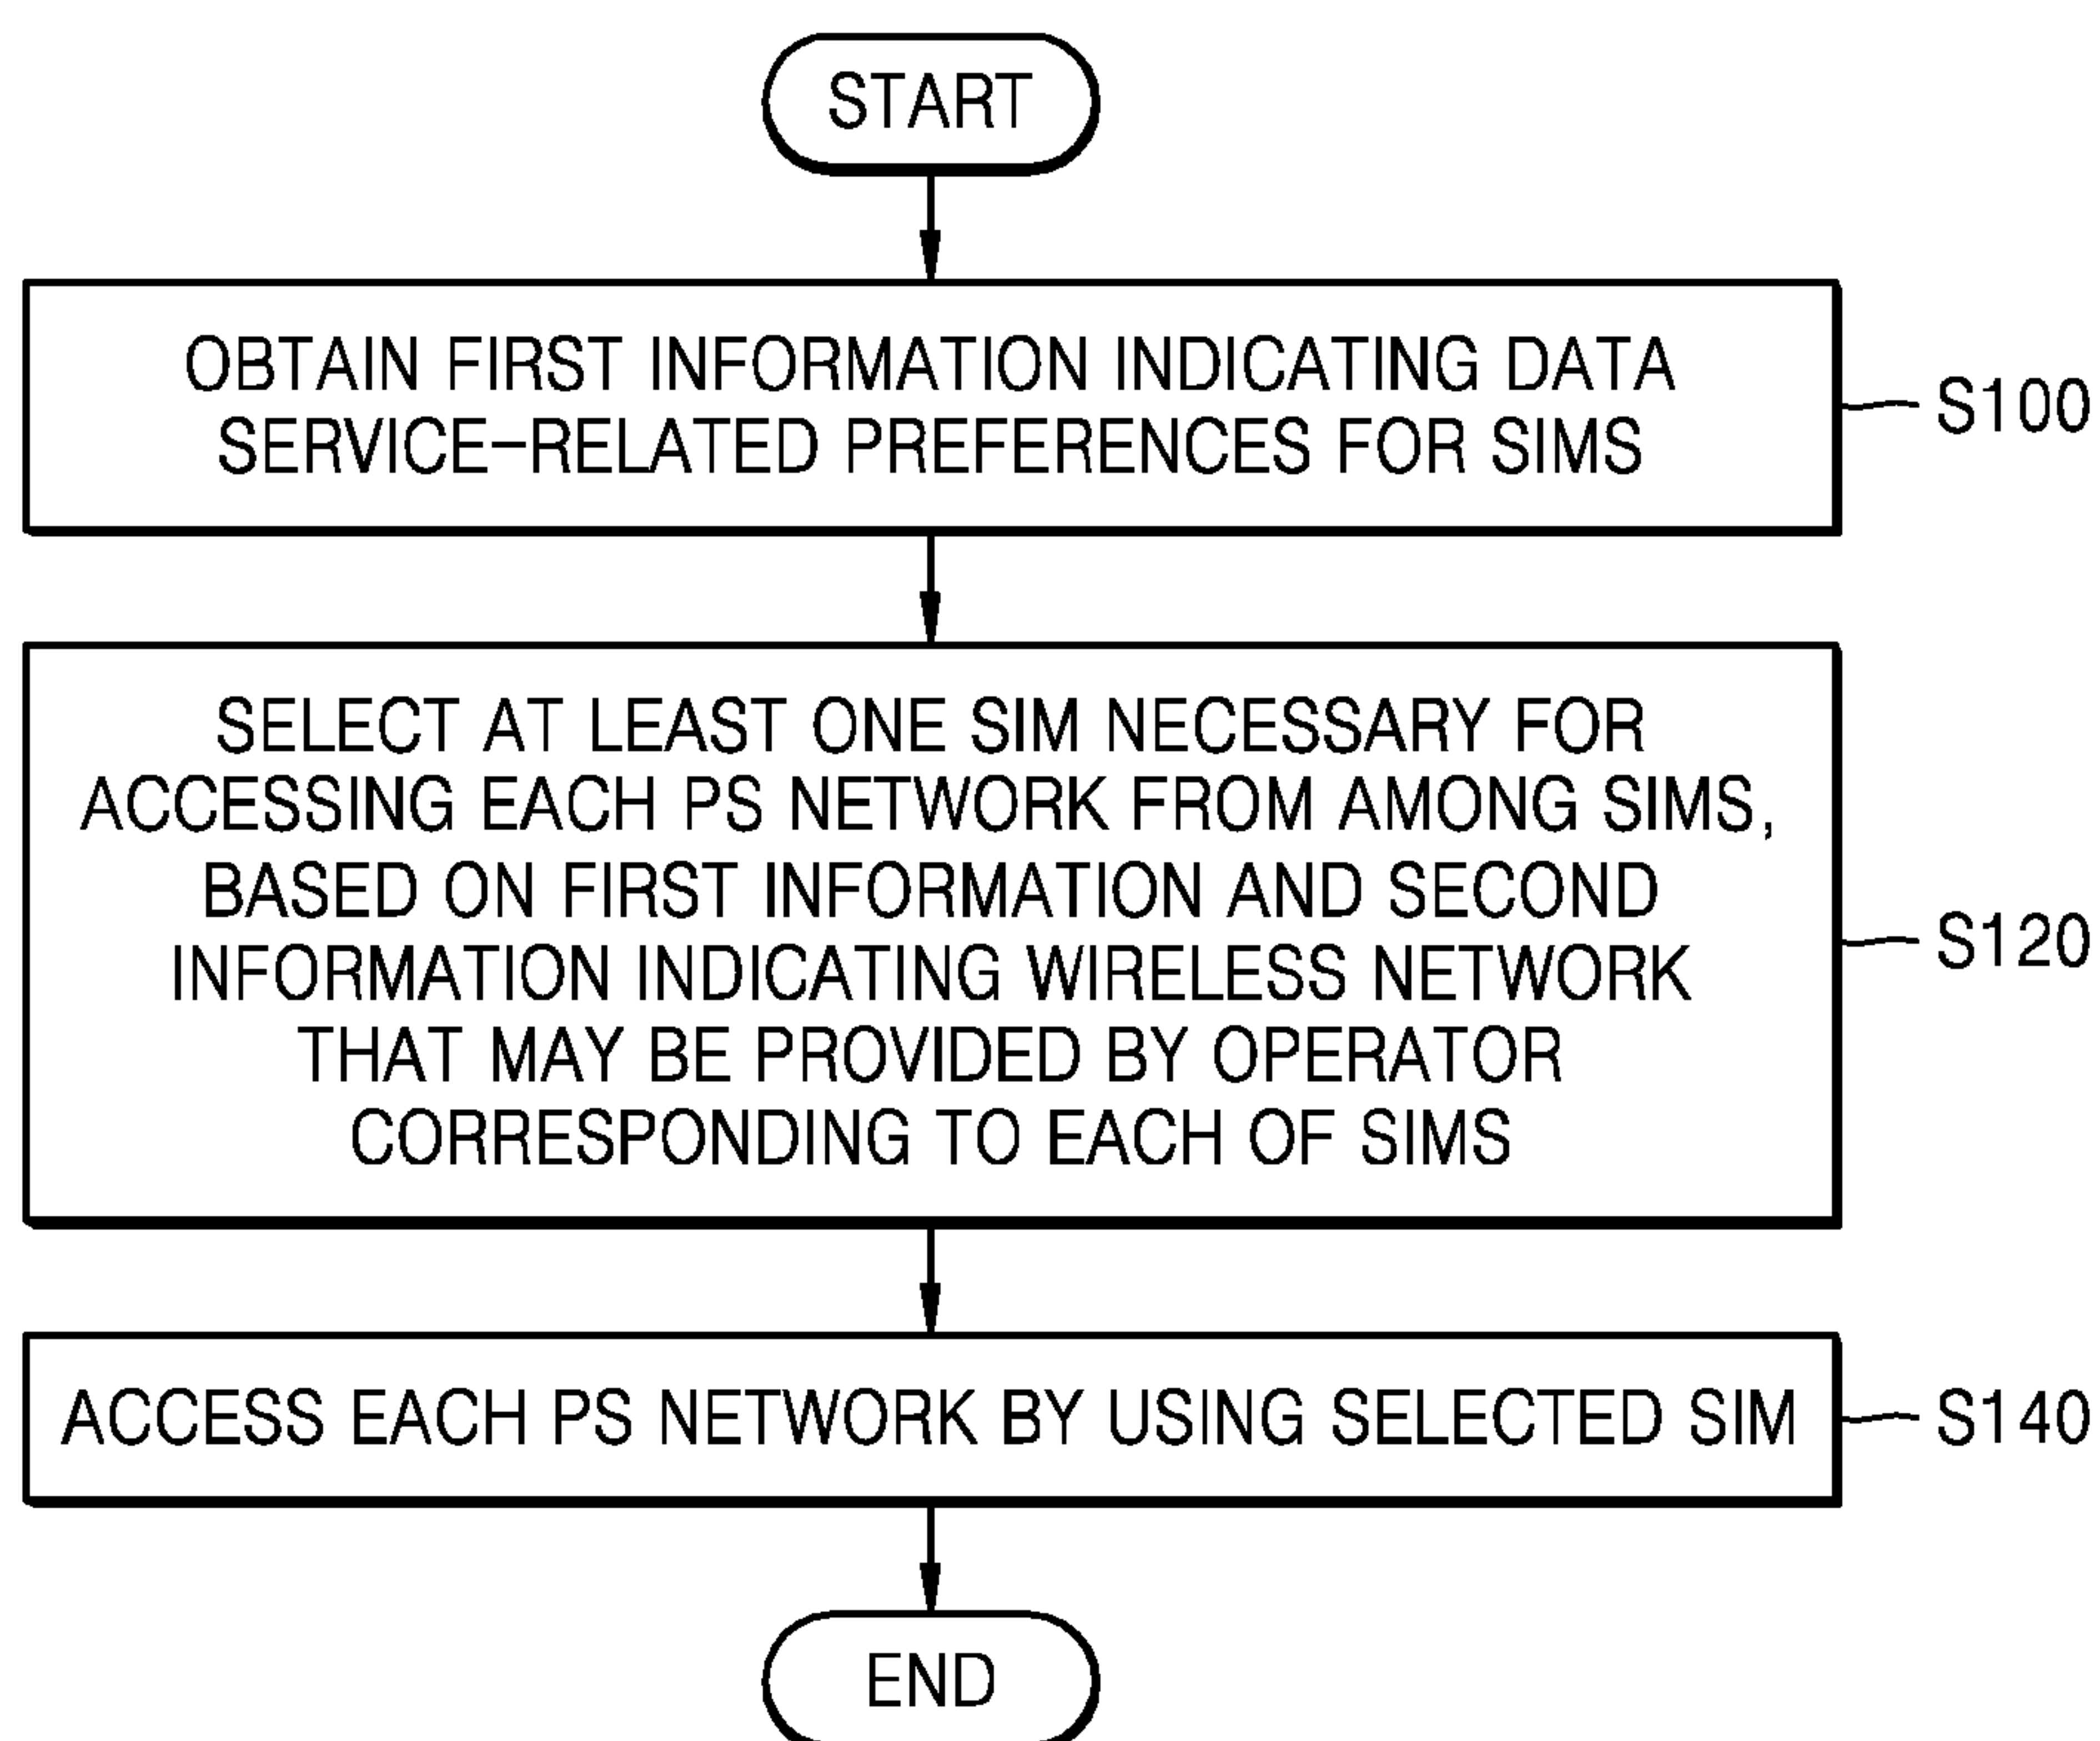 START
OBTAIN FIRST INFORMATION INDICATING DATA
SERVICE-RELATED PREFERENCES FOR SIMS
S100
SELECT AT LEAST ONE SIM NECESSARY FOR
ACCESSING EACH PS NETWORK FROM AMONG SIMS,
BASED ON FIRST INFORMATION AND SECOND
INFORMATION INDICATING WIRELESS NETWORK
THAT MAY BE PROVIDED BY OPERATOR
CORRESPONDING TO EACH OF SIMS
S120
ACCESS EACH PS NETWORK BY USING SELECTED SIM
S140
END